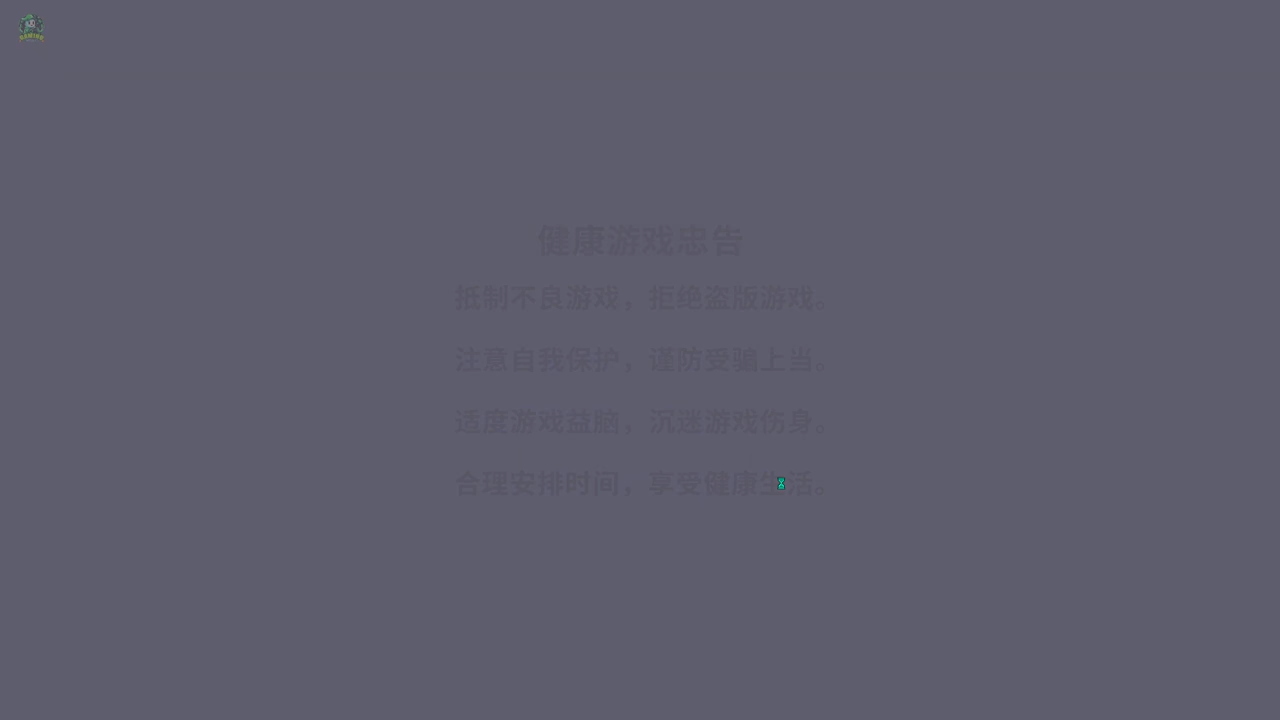 健康游戏忠告
抵制不良游戏，拒绝盗版游戏。
注意自我保护，谨防受骗上当。
适度游戏益脑，沉迷游戏伤身。
合理安排时间，享受健康生活。